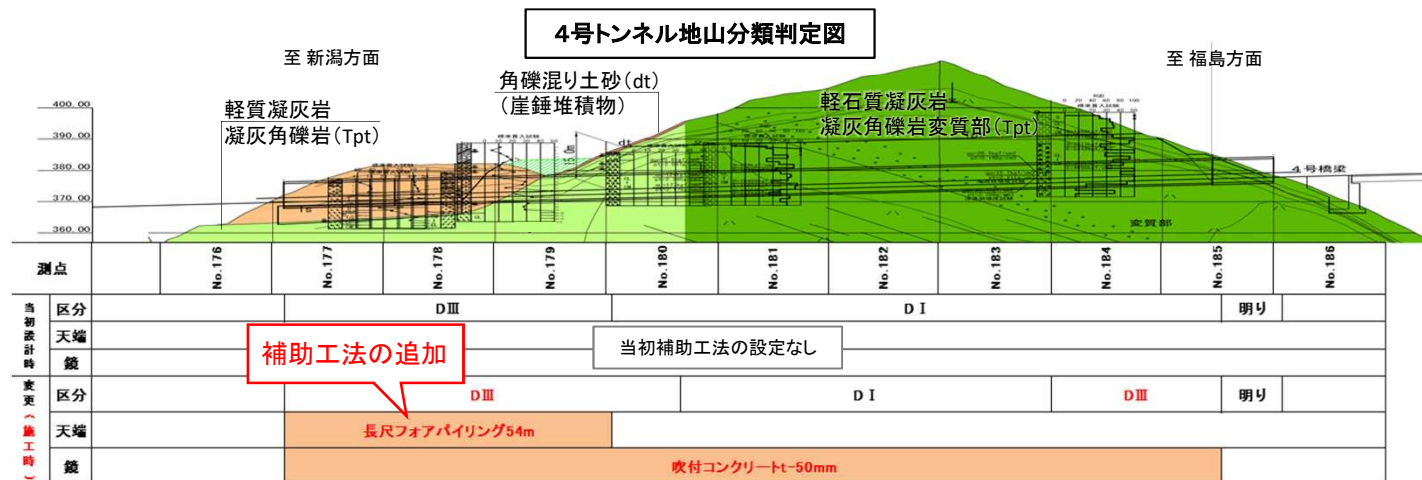 4号トンネル地山分類判定図
至 新潟方面
至 福島方面
軽質凝灰岩
凝灰角礫岩(Tpt)
角礫混り土砂(dt)
(崖錐堆積物)
軽石質凝灰岩
凝灰角礫岩変質部(Tpt)
400.00
390.00
380.00
370.00
360.00
15.0m
dt
ts
変質部
4号橋梁
測点
No.176
No.177
No.178
No.179
No.180
No.181
No.182
No.183
No.184
No.185
No.186
当初設計時
区分
DⅢ
DⅠ
明り
天端
鏡
補助工法の追加
当初補助工法の設定なし
変更(施工時)
区分
DⅢ
DⅠ
DⅢ
明り
天端
長尺フォアパイリング54m
鏡
吹付コンクリートt-50mm